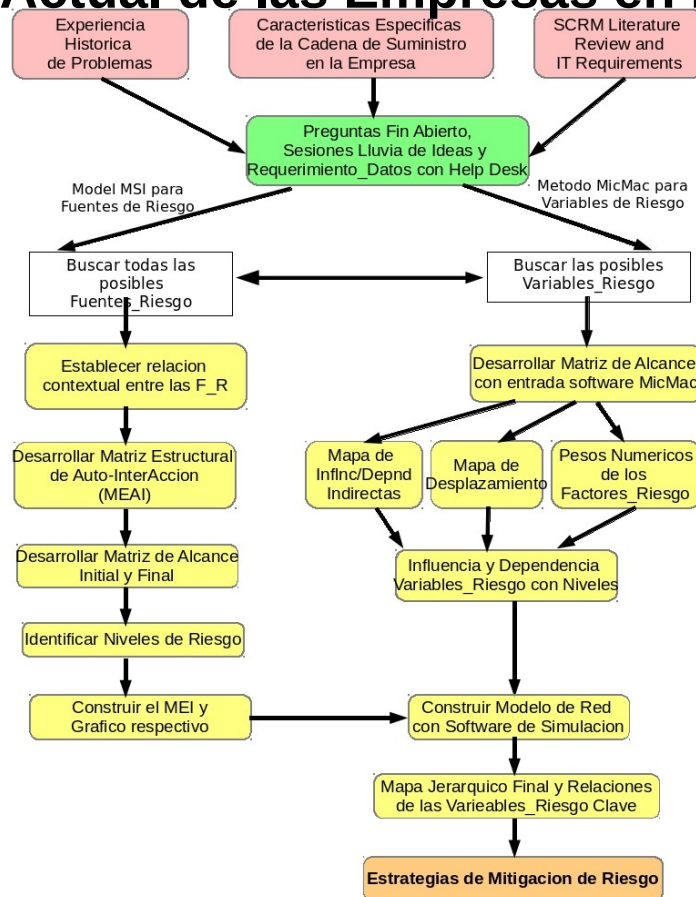 Actual de las Empresas en
Experiencia
Historica
de Problemas
Caracteristicas Especificas
de la Cadena de Suministro
en la Empresa
SCRM Literature
Review and
IT Requirements
Preguntas Fin Abierto,
Sesiones Lluvia de Ideas y
Requerimiento_Datos con Help Desk
Model MSI para
Fuentes de Riesgo
Metodo MicMac para
Variables de Riesgo
Buscar todas las
posibles
Fuentes_Riesgo
Buscar las posibles
Variables_Riesgo
Establecer relacion
contextual entre las F_R
Desarrollar Matriz de Alcance
con entrada software MicMac
Desarrollar Matriz Estructural
de Auto-InterAccion
(MEAI)
Mapa de
InfInc/Depnd
Indirectas
Mapa de
Desplazamiento
Pesos Numericos
de los
Factores_Riesgo
Desarrollar Matriz de Alcance
Initial y Final
Influencia y Dependencia
Variables_Riesgo con Niveles
Identificar Niveles de Riesgo
Construir el MEI y
Grafico respectivo
Construir Modelo de Red
con Software de Simulacion
Mapa Jerarquico Final y Relaciones
de las Varieables_Riesgo Clave
Estrategias de Mitigacion de Riesgo